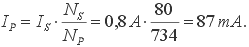 I_P = I_S · N_S / N_P = 0,8 A · 80 / 734 = 87 mA.